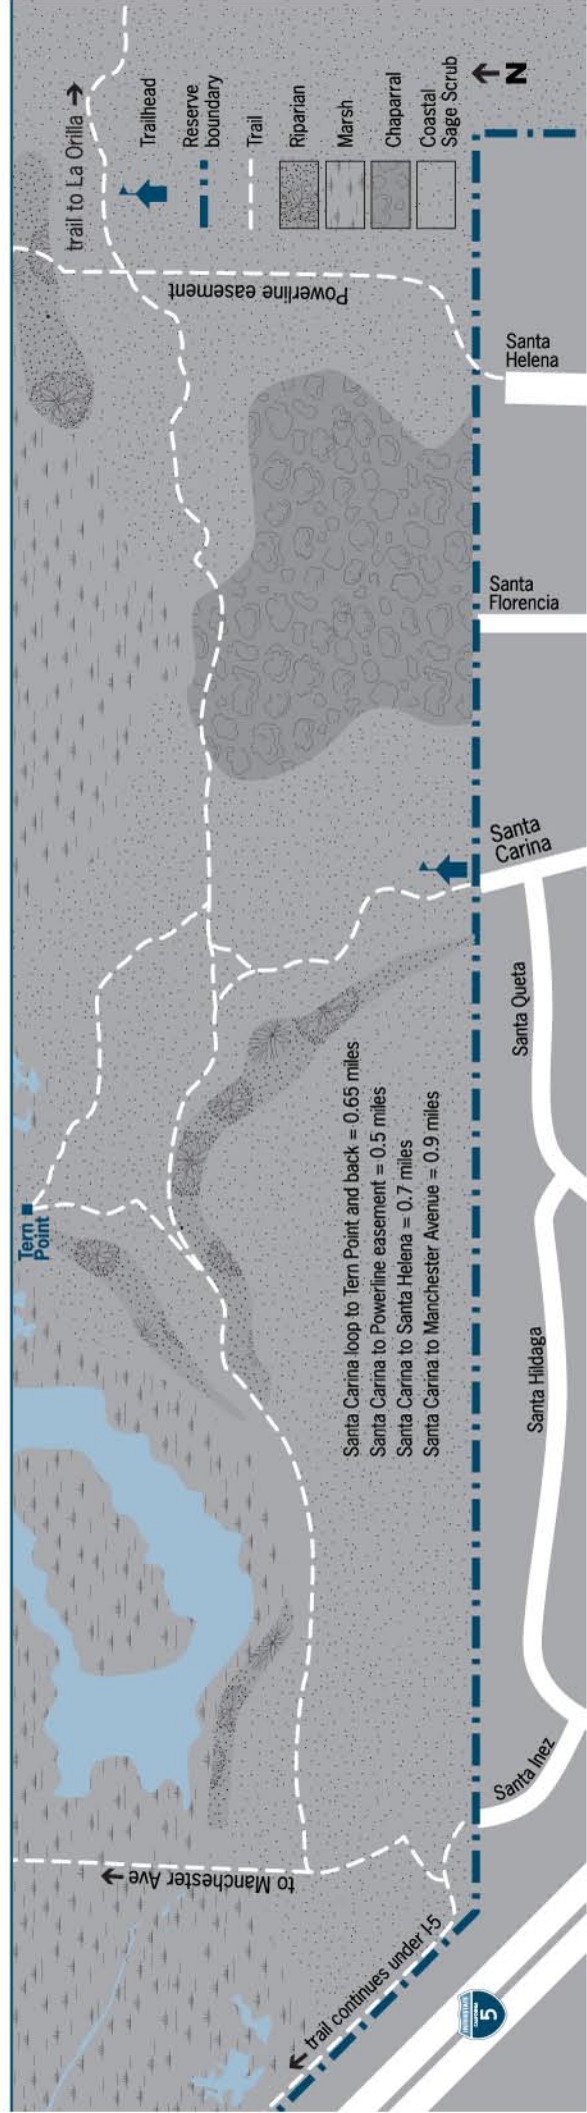 Tern
Point
trail to La Orilla →
Trailhead
Reserve
boundary
Trail
Riparian
Marsh
Chaparral
Coastal
Sage Scrub
N
Powerline easement
Santa
Helena
Santa
Florencia
Santa
Carina
Santa Queta
Santa Hildaga
Santa Inez
Santa Carina loop to Tern Point and back = 0.65 miles
Santa Carina to Powerline easement = 0.5 miles
Santa Carina to Santa Helena = 0.7 miles
Santa Carina to Manchester Avenue = 0.9 miles
to Manchester Ave →
← trail continues under I-5
INTERSTATE
CALIFORNIA
5